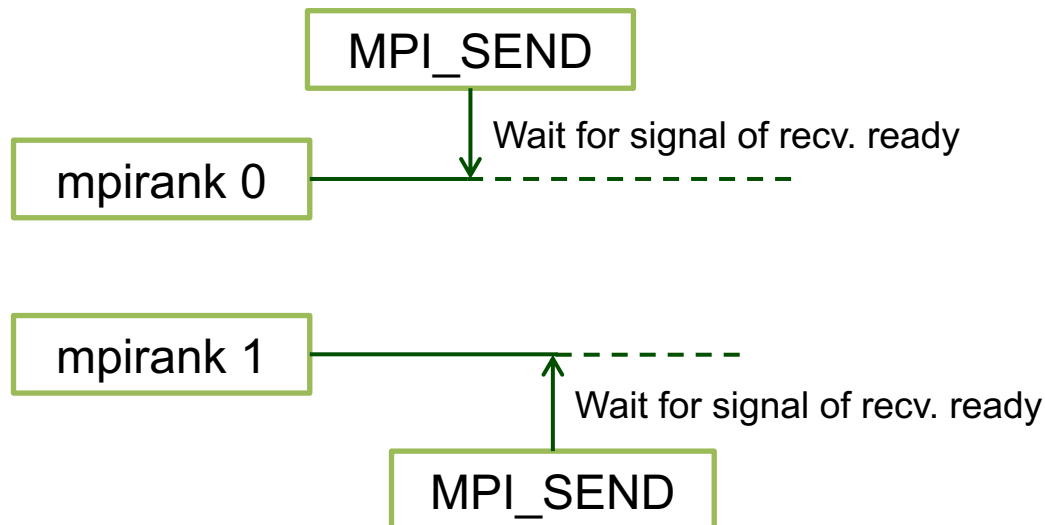 MPI_SEND
Wait for signal of recv. ready
mpirank 0
mpirank 1
Wait for signal of recv. ready
MPI_SEND